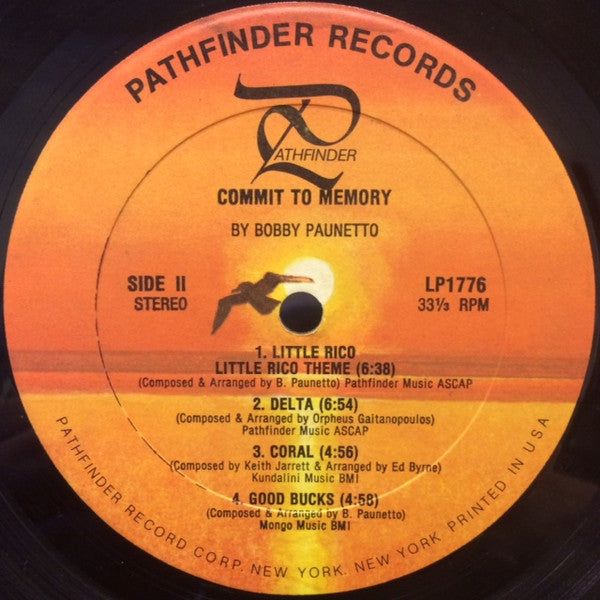 PATHFINDER RECORDS
PATHFINDER
COMMIT TO MEMORY
BY BOBBY PAUNETTO
SIDE II
STEREO
LP1776
33⅓ RPM
1. LITTLE RICO
LITTLE RICO THEME (6:38)
(Composed & Arranged by B. Paunetto) Pathfinder Music ASCAP
2. DELTA (6:54)
(Composed & Arranged by Orpheus Gaitanopoulos)
Pathfinder Music ASCAP
3. CORAL (4:56)
(Composed by Keith Jarrett & Arranged by Ed Byrne)
Kundalini Music BMI
4. GOOD BUCKS (4:58)
(Composed & Arranged by B. Paunetto)
Mongo Music BMI
PATHFINDER RECORD CORP. NEW YORK. NEW YORK. PRINTED IN USA